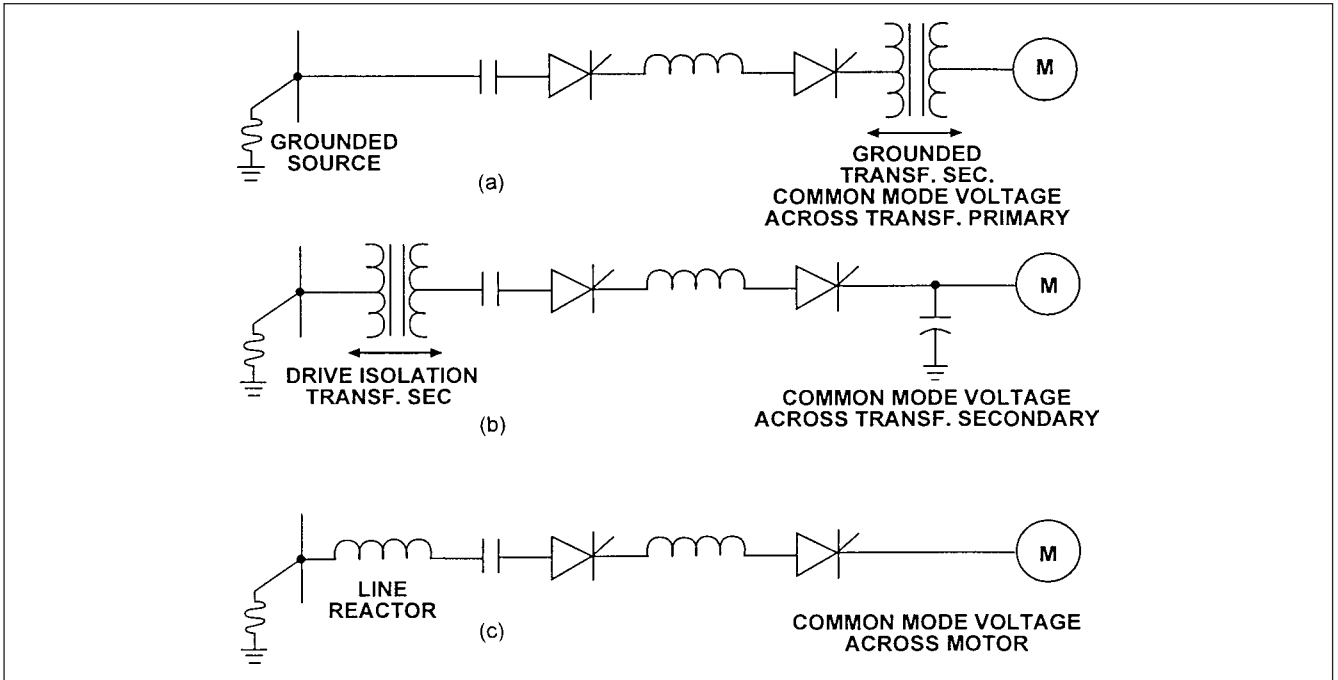 M
GROUNDED
SOURCE
(a)
GROUNDED
TRANSF. SEC.
COMMON MODE VOLTAGE
ACROSS TRANSF. PRIMARY
M
DRIVE ISOLATION
TRANSF. SEC
(b)
COMMON MODE VOLTAGE
ACROSS TRANSF. SECONDARY
M
LINE
REACTOR
(c)
COMMON MODE VOLTAGE
ACROSS MOTOR